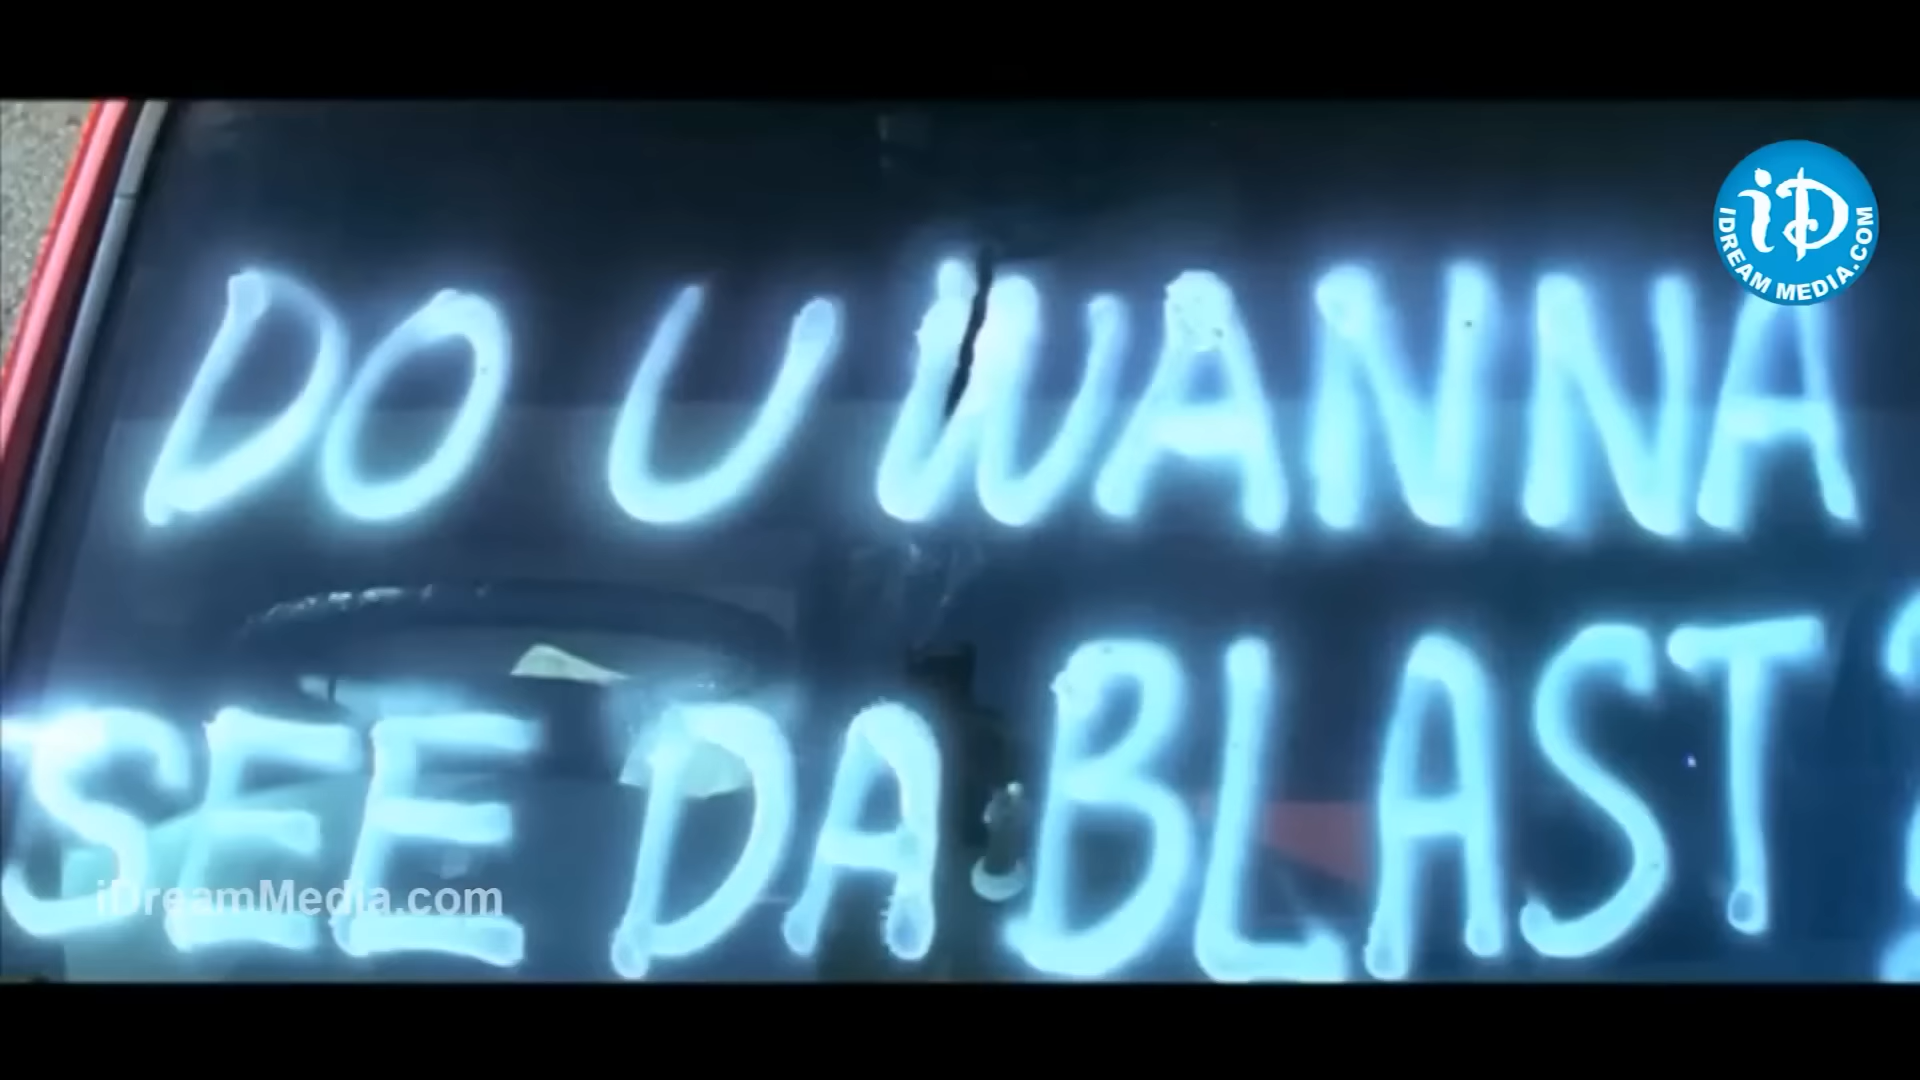 iD
IDREAM MEDIA.COM
DO U WANNA
SEE DA BLAST?
iDreamMedia.com